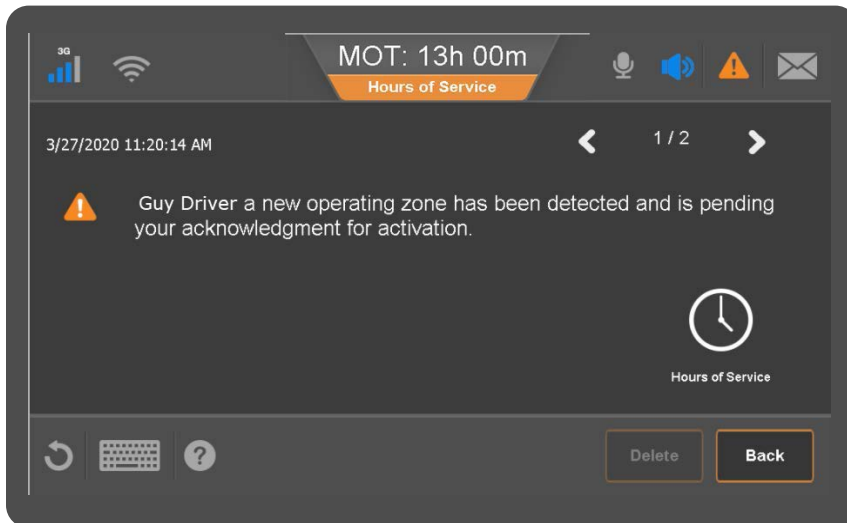 3G
MOT: 13h 00m
Hours of Service
3/27/2020 11:20:14 AM
1 / 2
Guy Driver a new operating zone has been detected and is pending
your acknowledgment for activation.
Hours of Service
?
Delete
Back